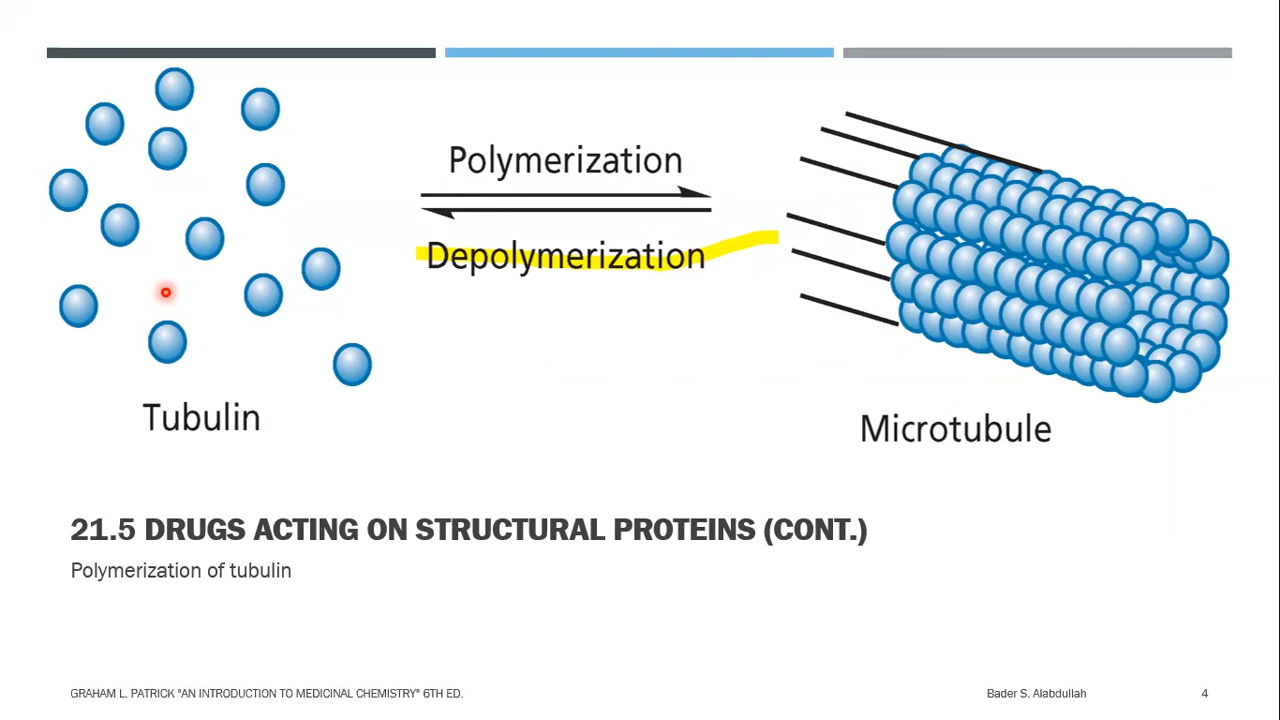 Polymerization
Depolymerization
Tubulin
Microtubule
21.5 DRUGS ACTING ON STRUCTURAL PROTEINS (CONT.)
Polymerization of tubulin
GRAHAM L. PATRICK "AN INTRODUCTION TO MEDICINAL CHEMISTRY" 6TH ED.
Bader S. Alabdullah
4